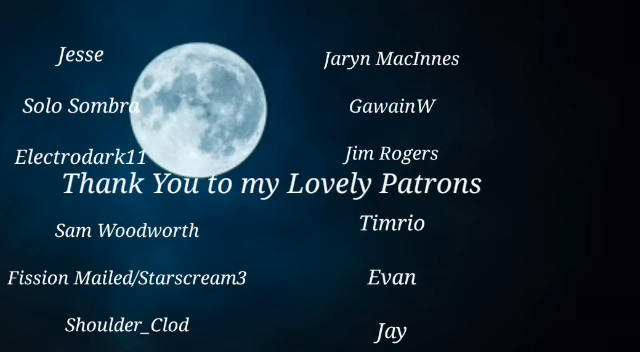 Jesse
Jaryn MacInnes
Solo Sombra
GawainW
Electrodark11
Jim Rogers
Thank You to my Lovely Patrons
Sam Woodworth
Timrio
Fission Mailed/Starscream3
Evan
Shoulder_Clod
Jay